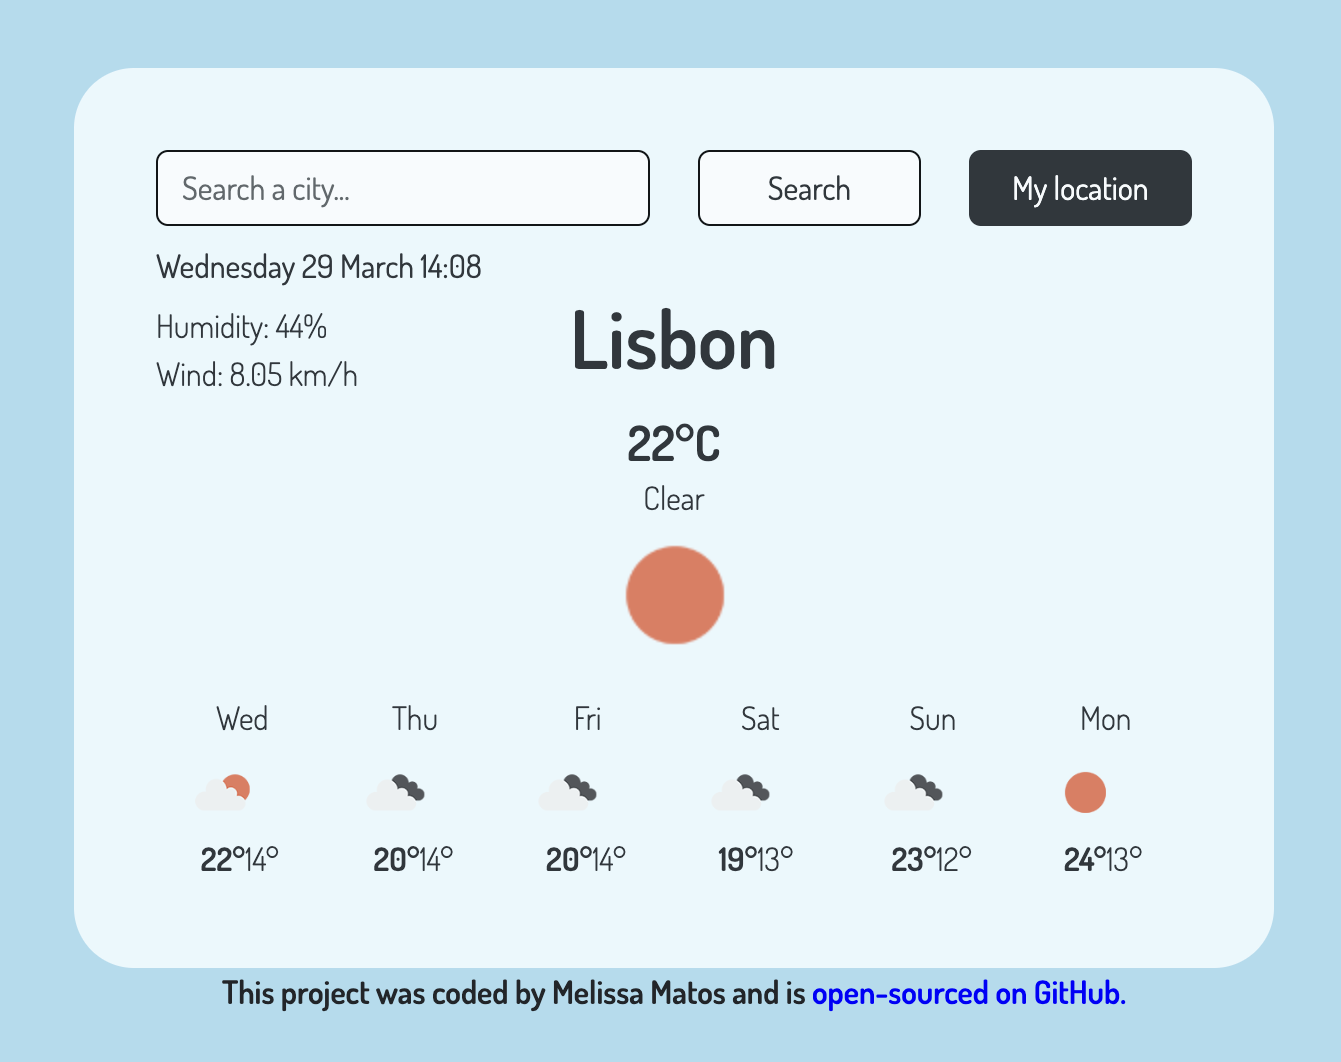 Search a city...
Search
My location
Wednesday 29 March 14:08
Humidity: 44%
Wind: 8.05 km/h
Lisbon
22°C
Clear
Wed Thu Fri Sat Sun Mon
22°14° 20°14° 20°14° 19°13° 23°12° 24°13°
This project was coded by Melissa Matos and is open-sourced on GitHub.